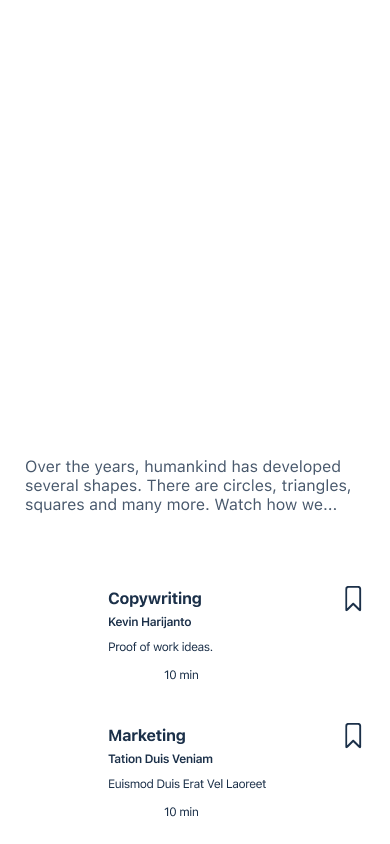 Over the years, humankind has developed
several shapes. There are circles, triangles,
squares and many more. Watch how we...
Copywriting
Kevin Harijanto
Proof of work ideas.
10 min
Marketing
Tation Duis Veniam
Euismod Duis Erat Vel Laoreet
10 min